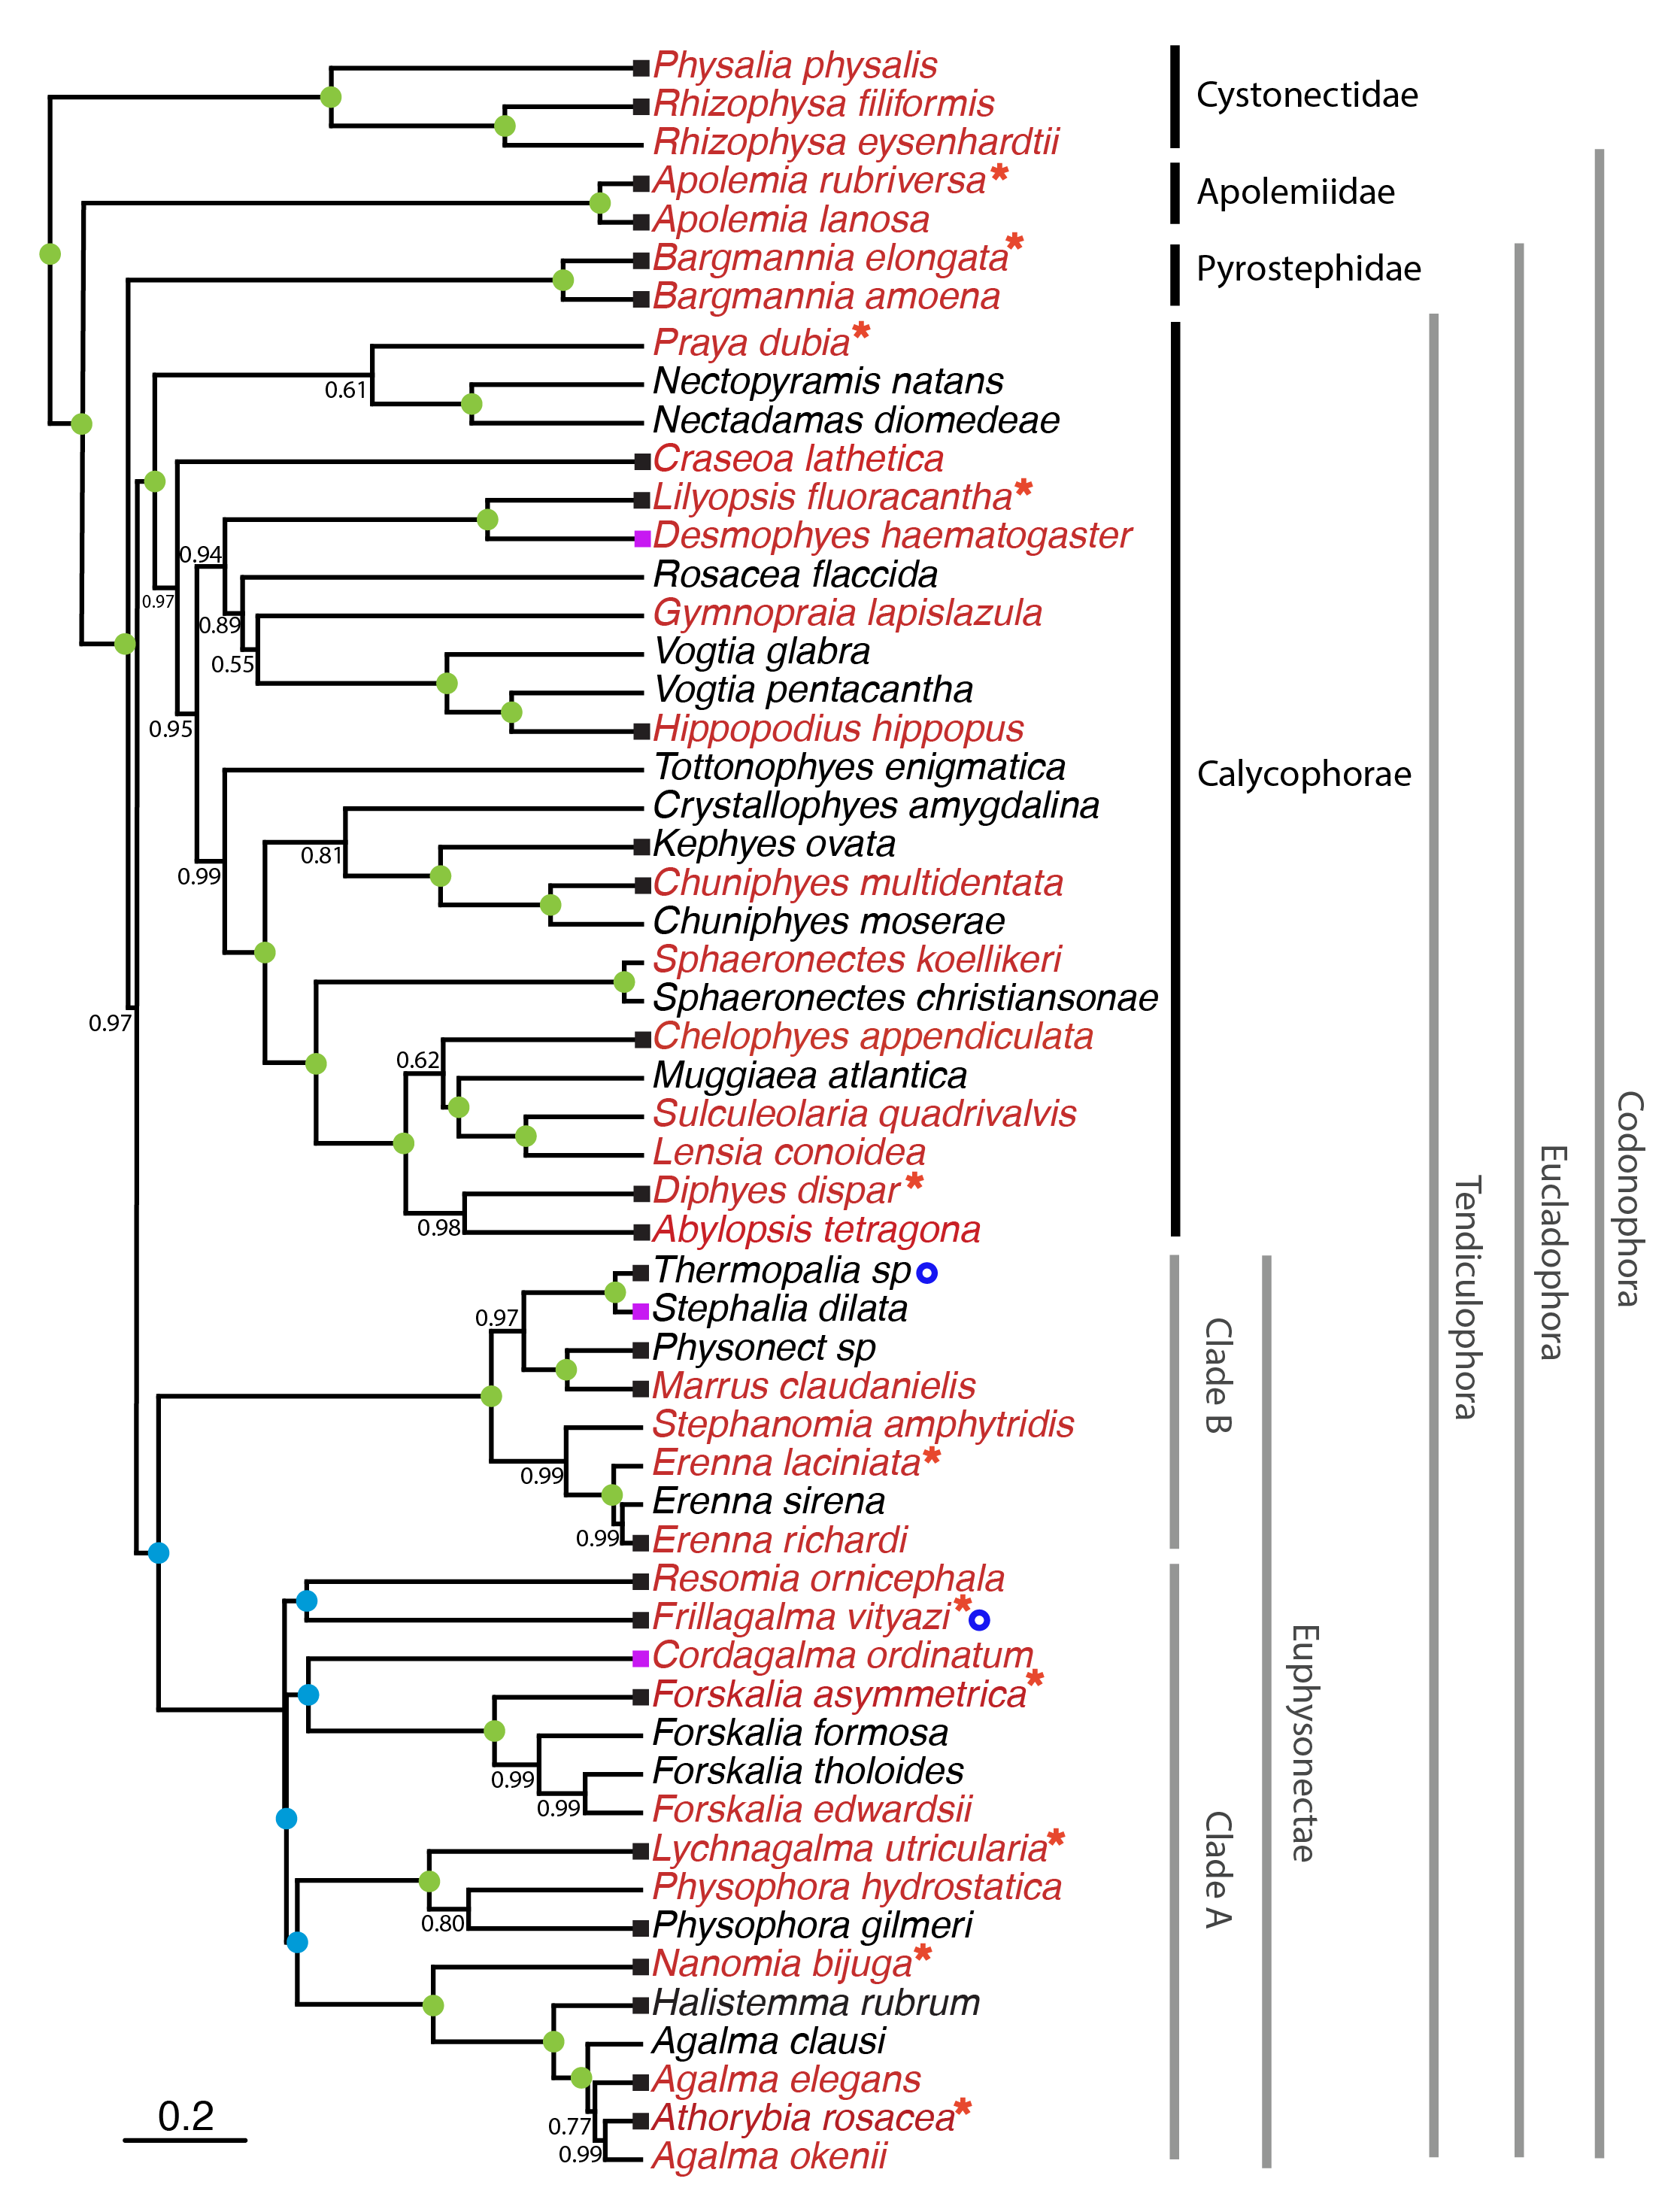 Physalia physalis
Rhizophysa filiformis
Cystonectidae
Rhizophysa eysenhardtii
Apolemia rubriversa*
Apolemiidae
Apolemia lanosa
Bargmannia elongata*
Pyrostephidae
Bargmannia amoena
Praya dubia*
0.61
Nectopyramis natans
Nectadamas diomedeae
Craseoa lathetica
Lilyopsis fluoracantha*
Desmophyes haematogaster
0.94
Rosacea flaccida
0.97
Gymnopraia lapislazula
0.89
0.55
Vogtia glabra
Vogtia pentacantha
0.95
Hippopodius hippopus
Tottonophyes enigmatica
Calycophorae
Crystallophyes amygdalina
Kephyes ovata
0.81
0.99
Chuniphyes multidentata
Chuniphyes moserae
Sphaeronectes koellikeri
Sphaeronectes christiansonae
0.97
Chelophyes appendiculata
0.62
Muggiaea atlantica
Sulculeolaria quadrivalvis
Lensia conoidea
Diphyes dispar*
0.98
Abylopsis tetragona
Codonophora
Eucladophora
Tendiculophora
Thermopalia sp
Stephalia dilata
0.97
Physonect sp
Marrus claudanielis
Clade B
Stephanomia amphytridis
Erenna laciniata*
0.99
Erenna sirena
0.99
Erenna richardi
Resomia ornicephala
Frillagalma vityazi*
Cordagalma ordinatum
Forskalia asymmetrica*
Euphysonectae
Forskalia formosa
Forskalia tholoides
0.99
0.99
Forskalia edwardsii
Lychnagalma utricularia*
Clade A
Physophora hydrostatica
0.80
Physophora gilmeri
Nanomia bijuga*
Halistemma rubrum
Agalma clausi
Agalma elegans
0.2
Athorybia rosacea*
0.77
0.99
Agalma okenii